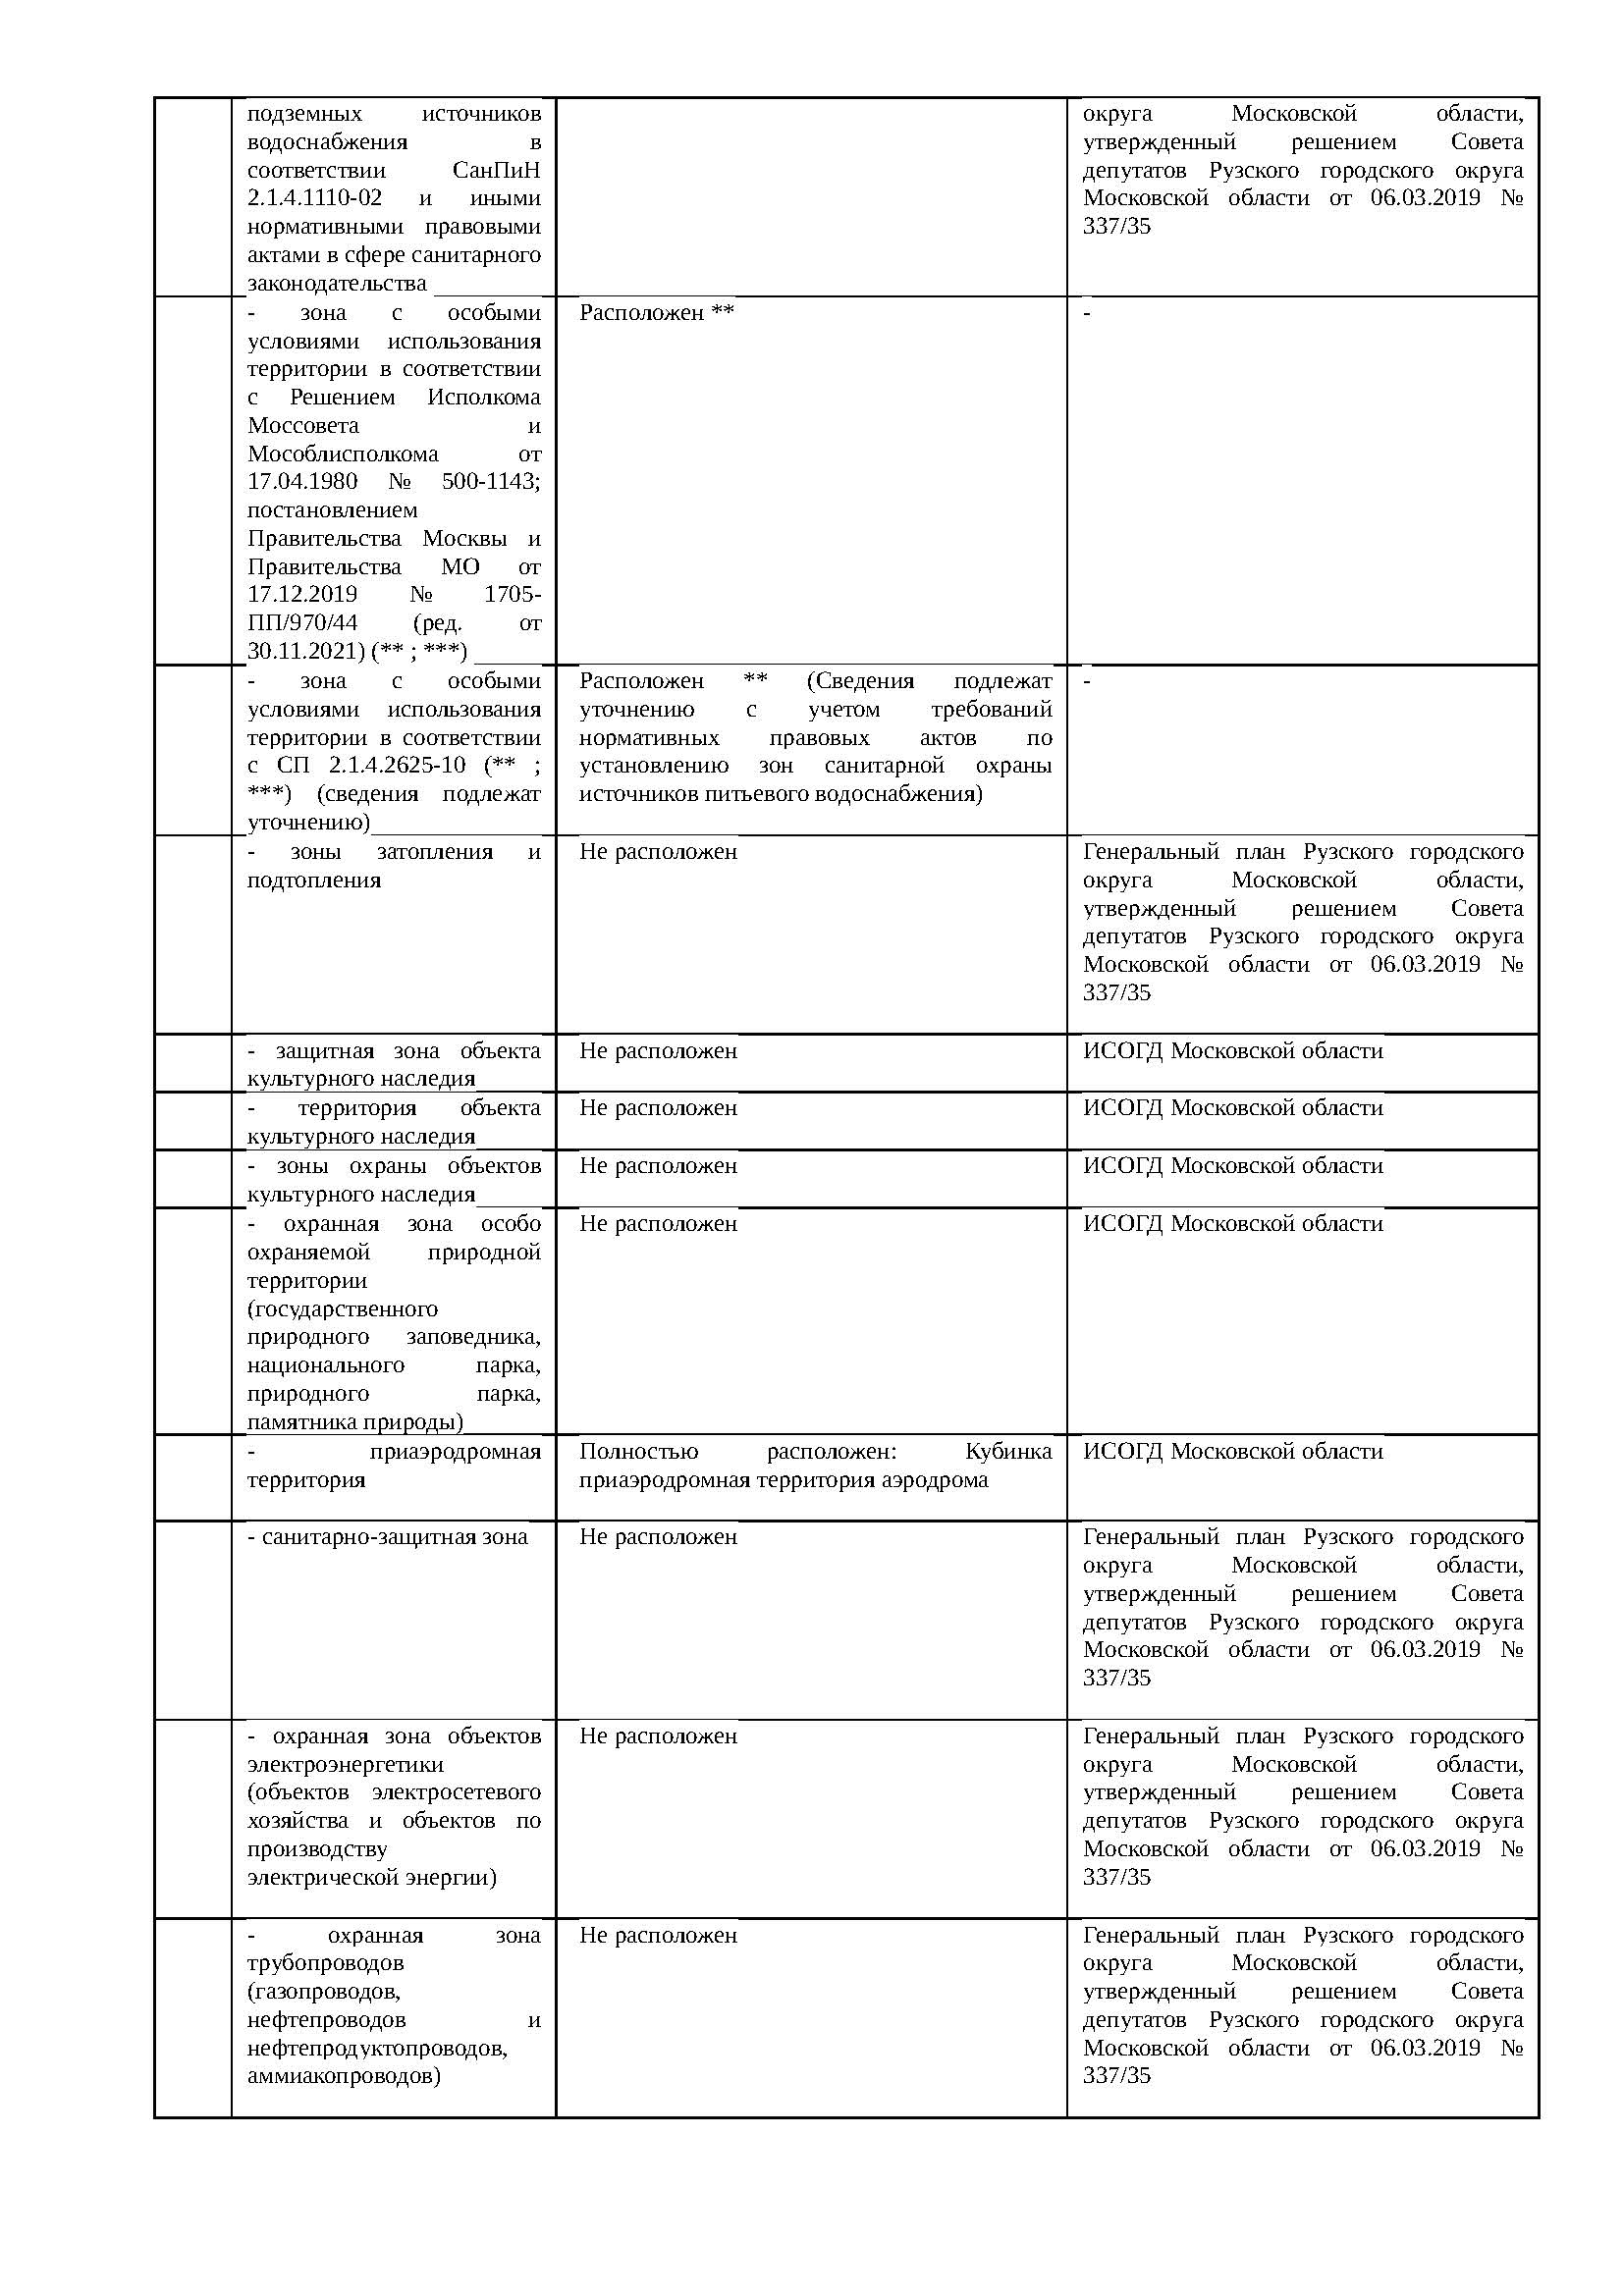 подземных источников
водоснабжения в
соответствии СанПиН
2.1.4.1110-02 и иными
нормативными правовыми
актами в сфере санитарного
законодательства
округа Московской области,
утвержденный решением Совета
депутатов Рузского городского округа
Московской области от 06.03.2019 №
337/35
- зона с особыми
условиями использования
территории в соответствии
с Решением Исполкома
Моссовета и
Мособлисполкома от
17.04.1980 № 500-1143;
постановлением
Правительства Москвы и
Правительства МО от
17.12.2019 № 1705-
ПП/970/44 (ред. от
30.11.2021) (** ; ***)
Расположен **
-
- зона с особыми
условиями использования
территории в соответствии
с СП 2.1.4.2625-10 (** ;
***) (сведения подлежат
уточнению)
Расположен ** (Сведения подлежат
уточнению с учетом требований
нормативных правовых актов по
установлению зон санитарной охраны
источников питьевого водоснабжения)
-
- зоны затопления и
подтопления
Не расположен
Генеральный план Рузского городского
округа Московской области,
утвержденный решением Совета
депутатов Рузского городского округа
Московской области от 06.03.2019 №
337/35
- защитная зона объекта
культурного наследия
Не расположен
ИСОГД Московской области
- территория объекта
культурного наследия
Не расположен
ИСОГД Московской области
- зоны охраны объектов
культурного наследия
Не расположен
ИСОГД Московской области
- охранная зона особо
охраняемой природной
территории
(государственного
природного заповедника,
национального парка,
природного парка,
памятника природы)
Не расположен
ИСОГД Московской области
- приаэродромная
территория
Полностью расположен: Кубинка
приаэродромная территория аэродрома
ИСОГД Московской области
- санитарно-защитная зона
Не расположен
Генеральный план Рузского городского
округа Московской области,
утвержденный решением Совета
депутатов Рузского городского округа
Московской области от 06.03.2019 №
337/35
- охранная зона объектов
электроэнергетики
(объектов электросетевого
хозяйства и объектов по
производству
электрической энергии)
Не расположен
Генеральный план Рузского городского
округа Московской области,
утвержденный решением Совета
депутатов Рузского городского округа
Московской области от 06.03.2019 №
337/35
- охранная зона
трубопроводов
(газопроводов,
нефтепроводов и
нефтепродуктопроводов,
аммиакопроводов)
Не расположен
Генеральный план Рузского городского
округа Московской области,
утвержденный решением Совета
депутатов Рузского городского округа
Московской области от 06.03.2019 №
337/35